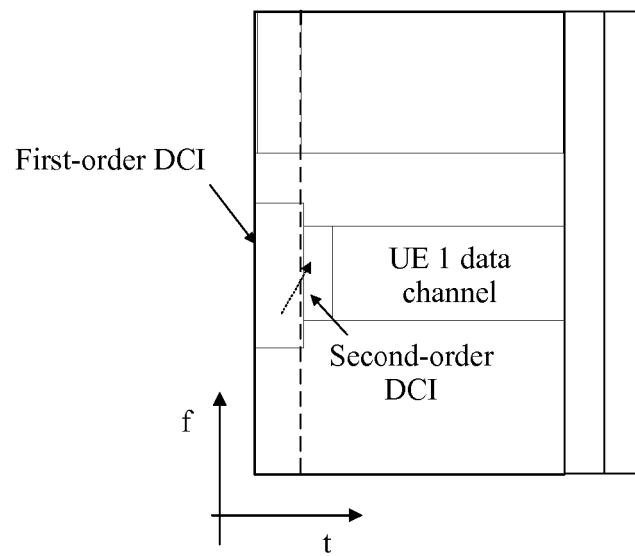 First-order DCI
UE 1 data
channel
Second-order
DCI
f
t